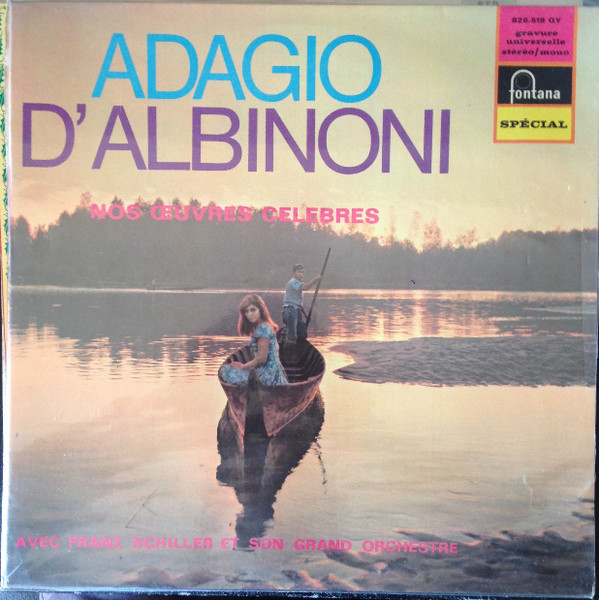 826.519 GY
gravure
universelle
stéréo/mono
fontana
SPÉCIAL
ADAGIO
D'ALBINONI
NOS ŒUVRES CELEBRES
AVEC FRANZ SCHILLER ET SON GRAND ORCHESTRE